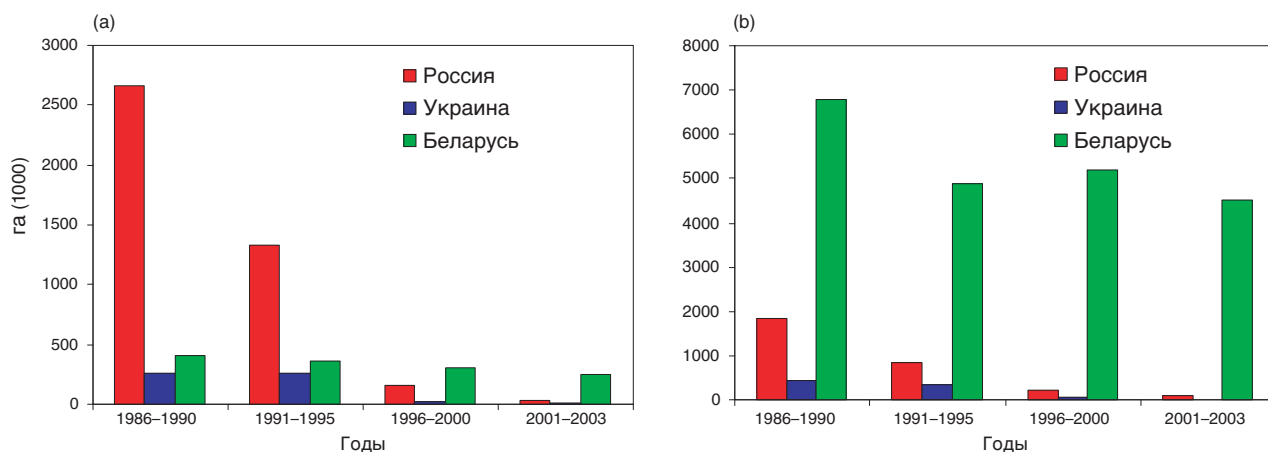 (a)
3000
2500
2000
1500
1000
500
0
га (1000)
Россия
Украина
Беларусь
1986–1990
1991–1995
1996–2000
2001–2003
Годы
(b)
8000
7000
6000
5000
4000
3000
2000
1000
0
Россия
Украина
Беларусь
1986–1990
1991–1995
1996–2000
2001–2003
Годы